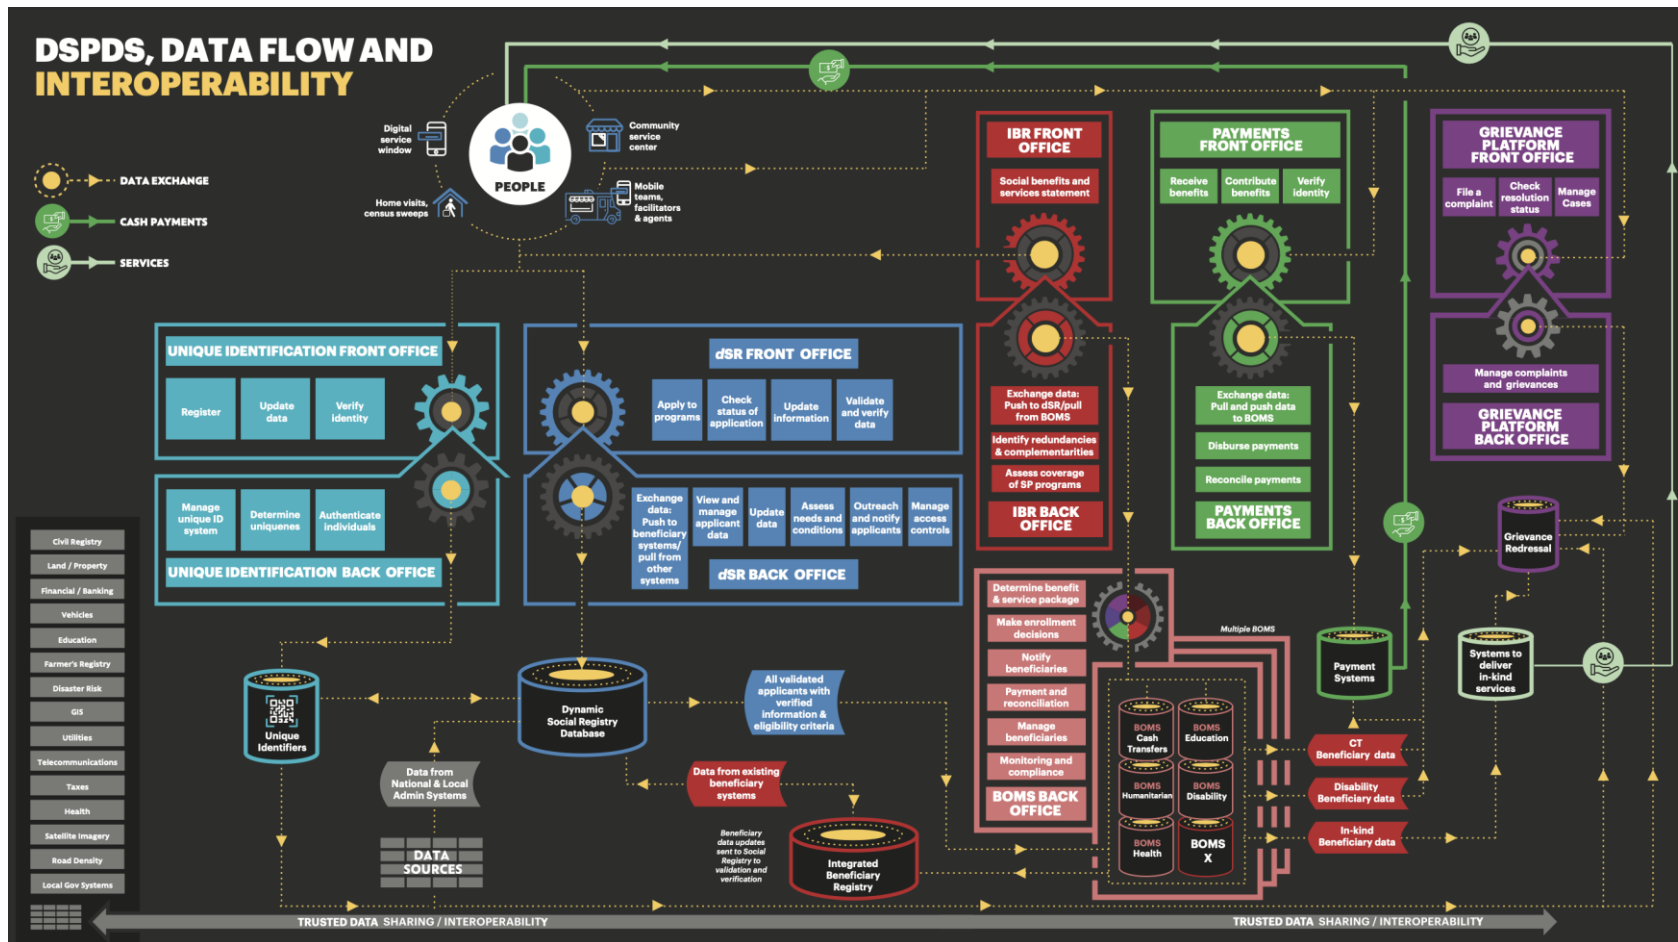 DSPDS, DATA FLOW AND
INTEROPERABILITY
DATA EXCHANGE
CASH PAYMENTS
SERVICES
Digital
service
window
Community
service
center
PEOPLE
Home visits,
census sweeps
Mobile
teams,
facilitators
& agents
IBR FRONT
OFFICE
Social benefits and
services statement
PAYMENTS
FRONT OFFICE
Receive
benefits
Contribute
benefits
Verify
identity
GRIEVANCE
PLATFORM
FRONT OFFICE
File a
complaint
Check
resolution
status
Manage
Cases
UNIQUE IDENTIFICATION FRONT OFFICE
Register
Update
data
Verify
identity
Manage
unique ID
system
Determine
uniquenes
Authenticate
individuals
UNIQUE IDENTIFICATION BACK OFFICE
dSR FRONT OFFICE
Apply to
programs
Check
status of
application
Update
information
Validate
and verify
data
Exchange
data:
Push to
beneficiary
systems/
pull from
other
systems
View and
manage
applicant
data
Update
data
Assess
needs and
conditions
Outreach
and notify
applicants
Manage
access
controls
dSR BACK OFFICE
Exchange data:
Push to dSR/pull
from BOMS
Identify redundancies
& complementarities
Assess coverage
of SP programs
IBR BACK
OFFICE
Exchange data:
Pull and push data
to BOMS
Disburse payments
Reconcile payments
PAYMENTS
BACK OFFICE
Manage complaints
and grievances
GRIEVANCE
PLATFORM
BACK OFFICE
Civil Registry
Land / Property
Financial / Banking
Vehicles
Education
Farmer's Registry
Disaster Risk
GIS
Utilities
Telecommunications
Taxes
Health
Satellite Imagery
Road Density
Local Gov Systems
Unique
Identifiers
Dynamic
Social Registry
Database
All validated
applicants with
verified
information &
eligibility criteria
Data from
National & Local
Admin Systems
Data from existing
beneficiary
systems
DATA
SOURCES
Beneficiary
data updates
sent to Social
Registry to
validation and
verification
Integrated
Beneficiary
Registry
Determine benefit
& service package
Make enrollment
decisions
Notify
beneficiaries
Payment and
reconciliation
Manage
beneficiaries
Monitoring and
compliance
BOMS BACK
OFFICE
Multiple BOMS
BOMS
Cash
Transfers
BOMS
Education
BOMS
Humanitarian
BOMS
Disability
BOMS
Health
BOMS
X
Payment
Systems
Grievance
Redressal
Systems to
deliver
in-kind
services
CT
Beneficiary data
Disability
Beneficiary data
In-kind
Beneficiary data
TRUSTED DATA SHARING / INTEROPERABILITY
TRUSTED DATA SHARING / INTEROPERABILITY